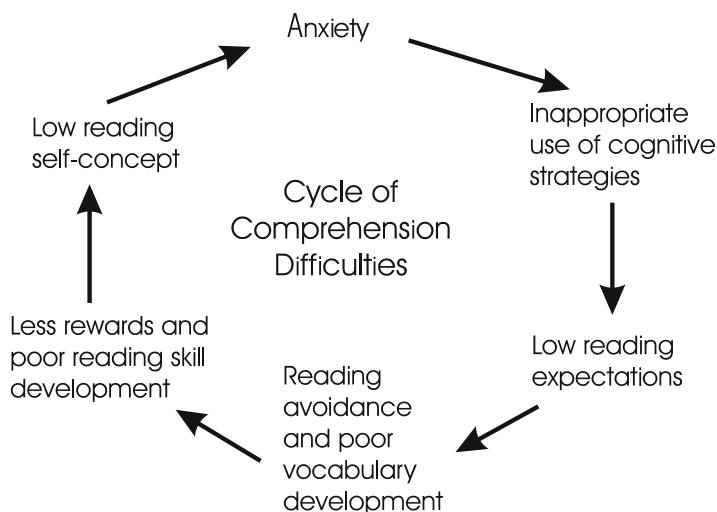 Anxiety
Inappropriate
use of cognitive
strategies
Low reading
expectations
Reading
avoidance
and poor
vocabulary
development
Less rewards and
poor reading skill
development
Low reading
self-concept
Cycle of
Comprehension
Difficulties